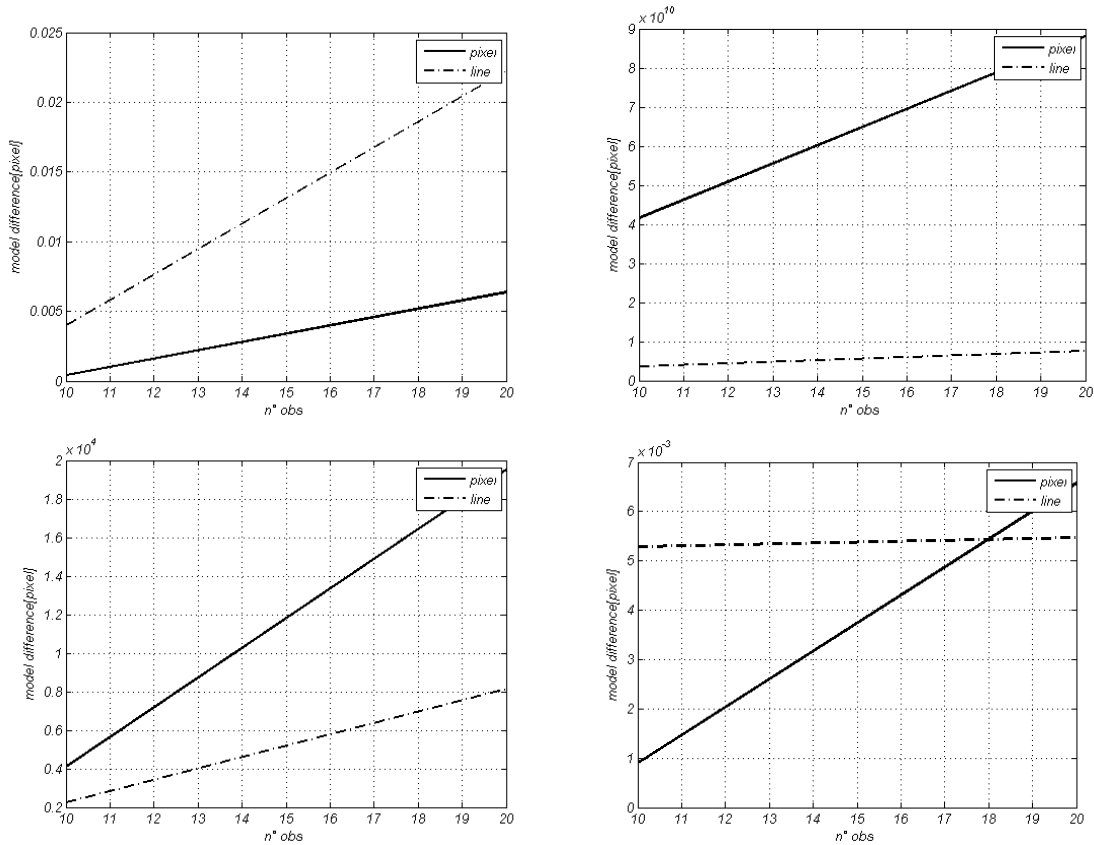 0.025
0.02
0.015
0.01
0.005
0
model difference[pixel]
pixel
line
10 11 12 13 14 15 16 17 18 19 20
n° obs
× 10^10
9
8
7
6
5
4
3
2
1
0
model difference[pixel]
pixel
line
10 11 12 13 14 15 16 17 18 19 20
n° obs
× 10^4
2
1.8
1.6
1.4
1.2
1
0.8
0.6
0.4
0.2
model difference[pixel]
pixel
line
10 11 12 13 14 15 16 17 18 19 20
n° obs
× 10^-3
7
6
5
4
3
2
1
0
model difference[pixel]
pixel
line
10 11 12 13 14 15 16 17 18 19 20
n° obs